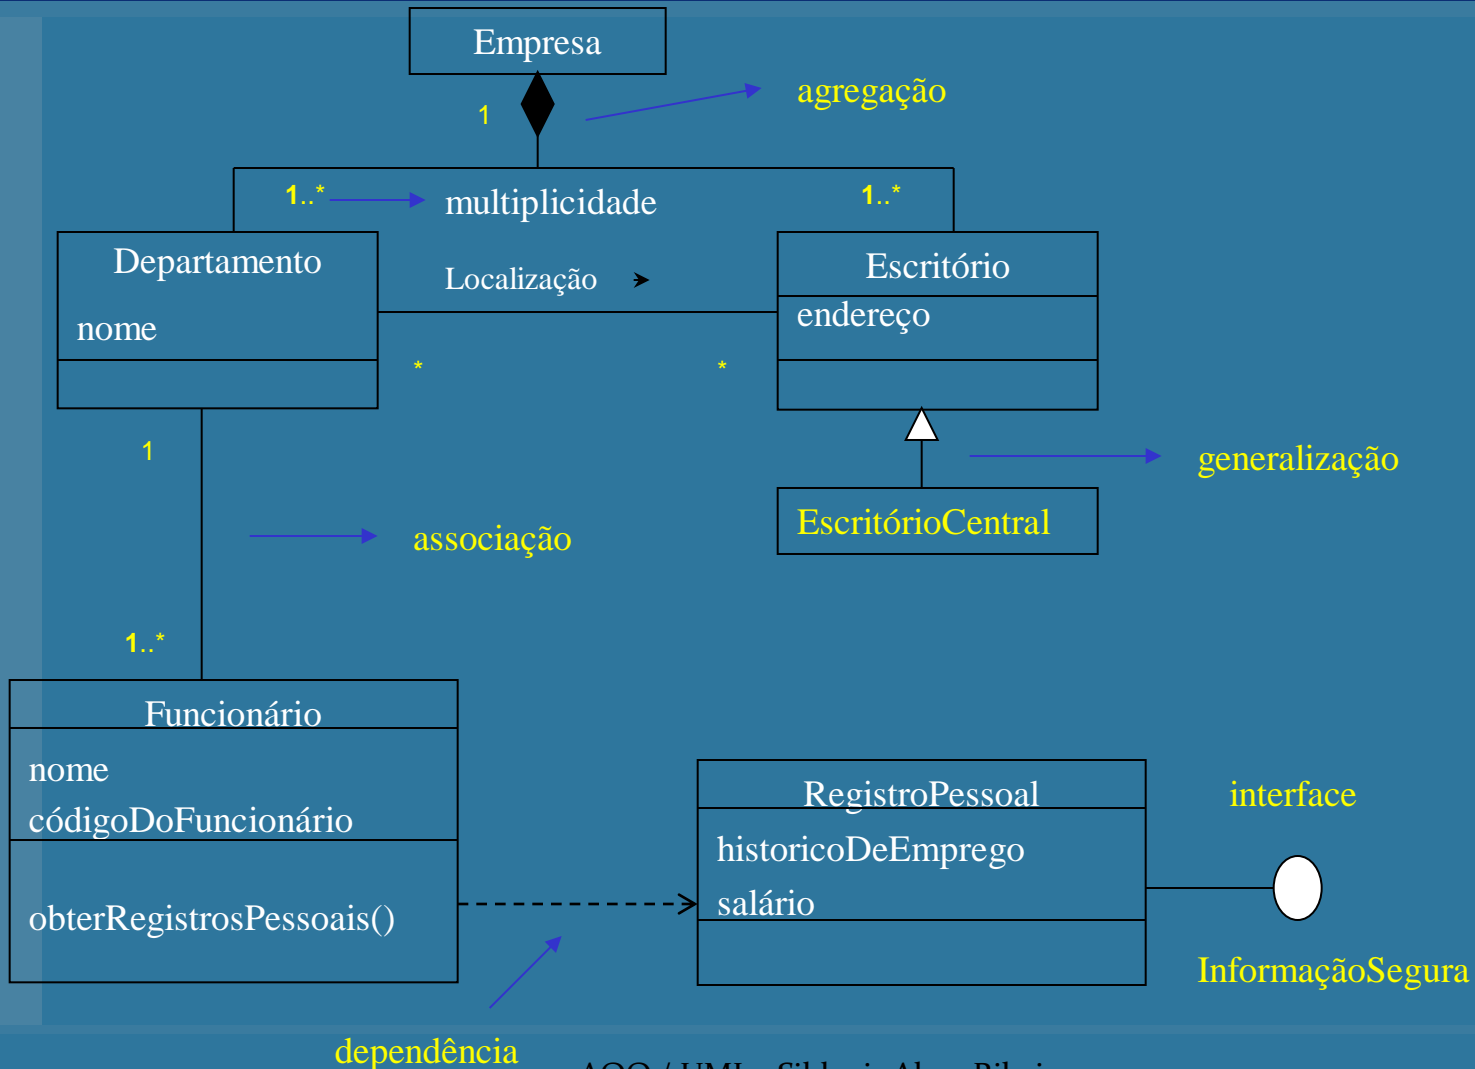 Empresa
1
agregação
1..*
multiplicidade
1..*
Departamento
nome
Localização
Escritório
endereço
*
*
1
generalização
EscritórioCentral
associação
1..*
Funcionário
nome
códigoDoFuncionário
obterRegistrosPessoais()
RegistroPessoal
historicoDeEmprego
salário
interface
InformaçãoSegura
dependência